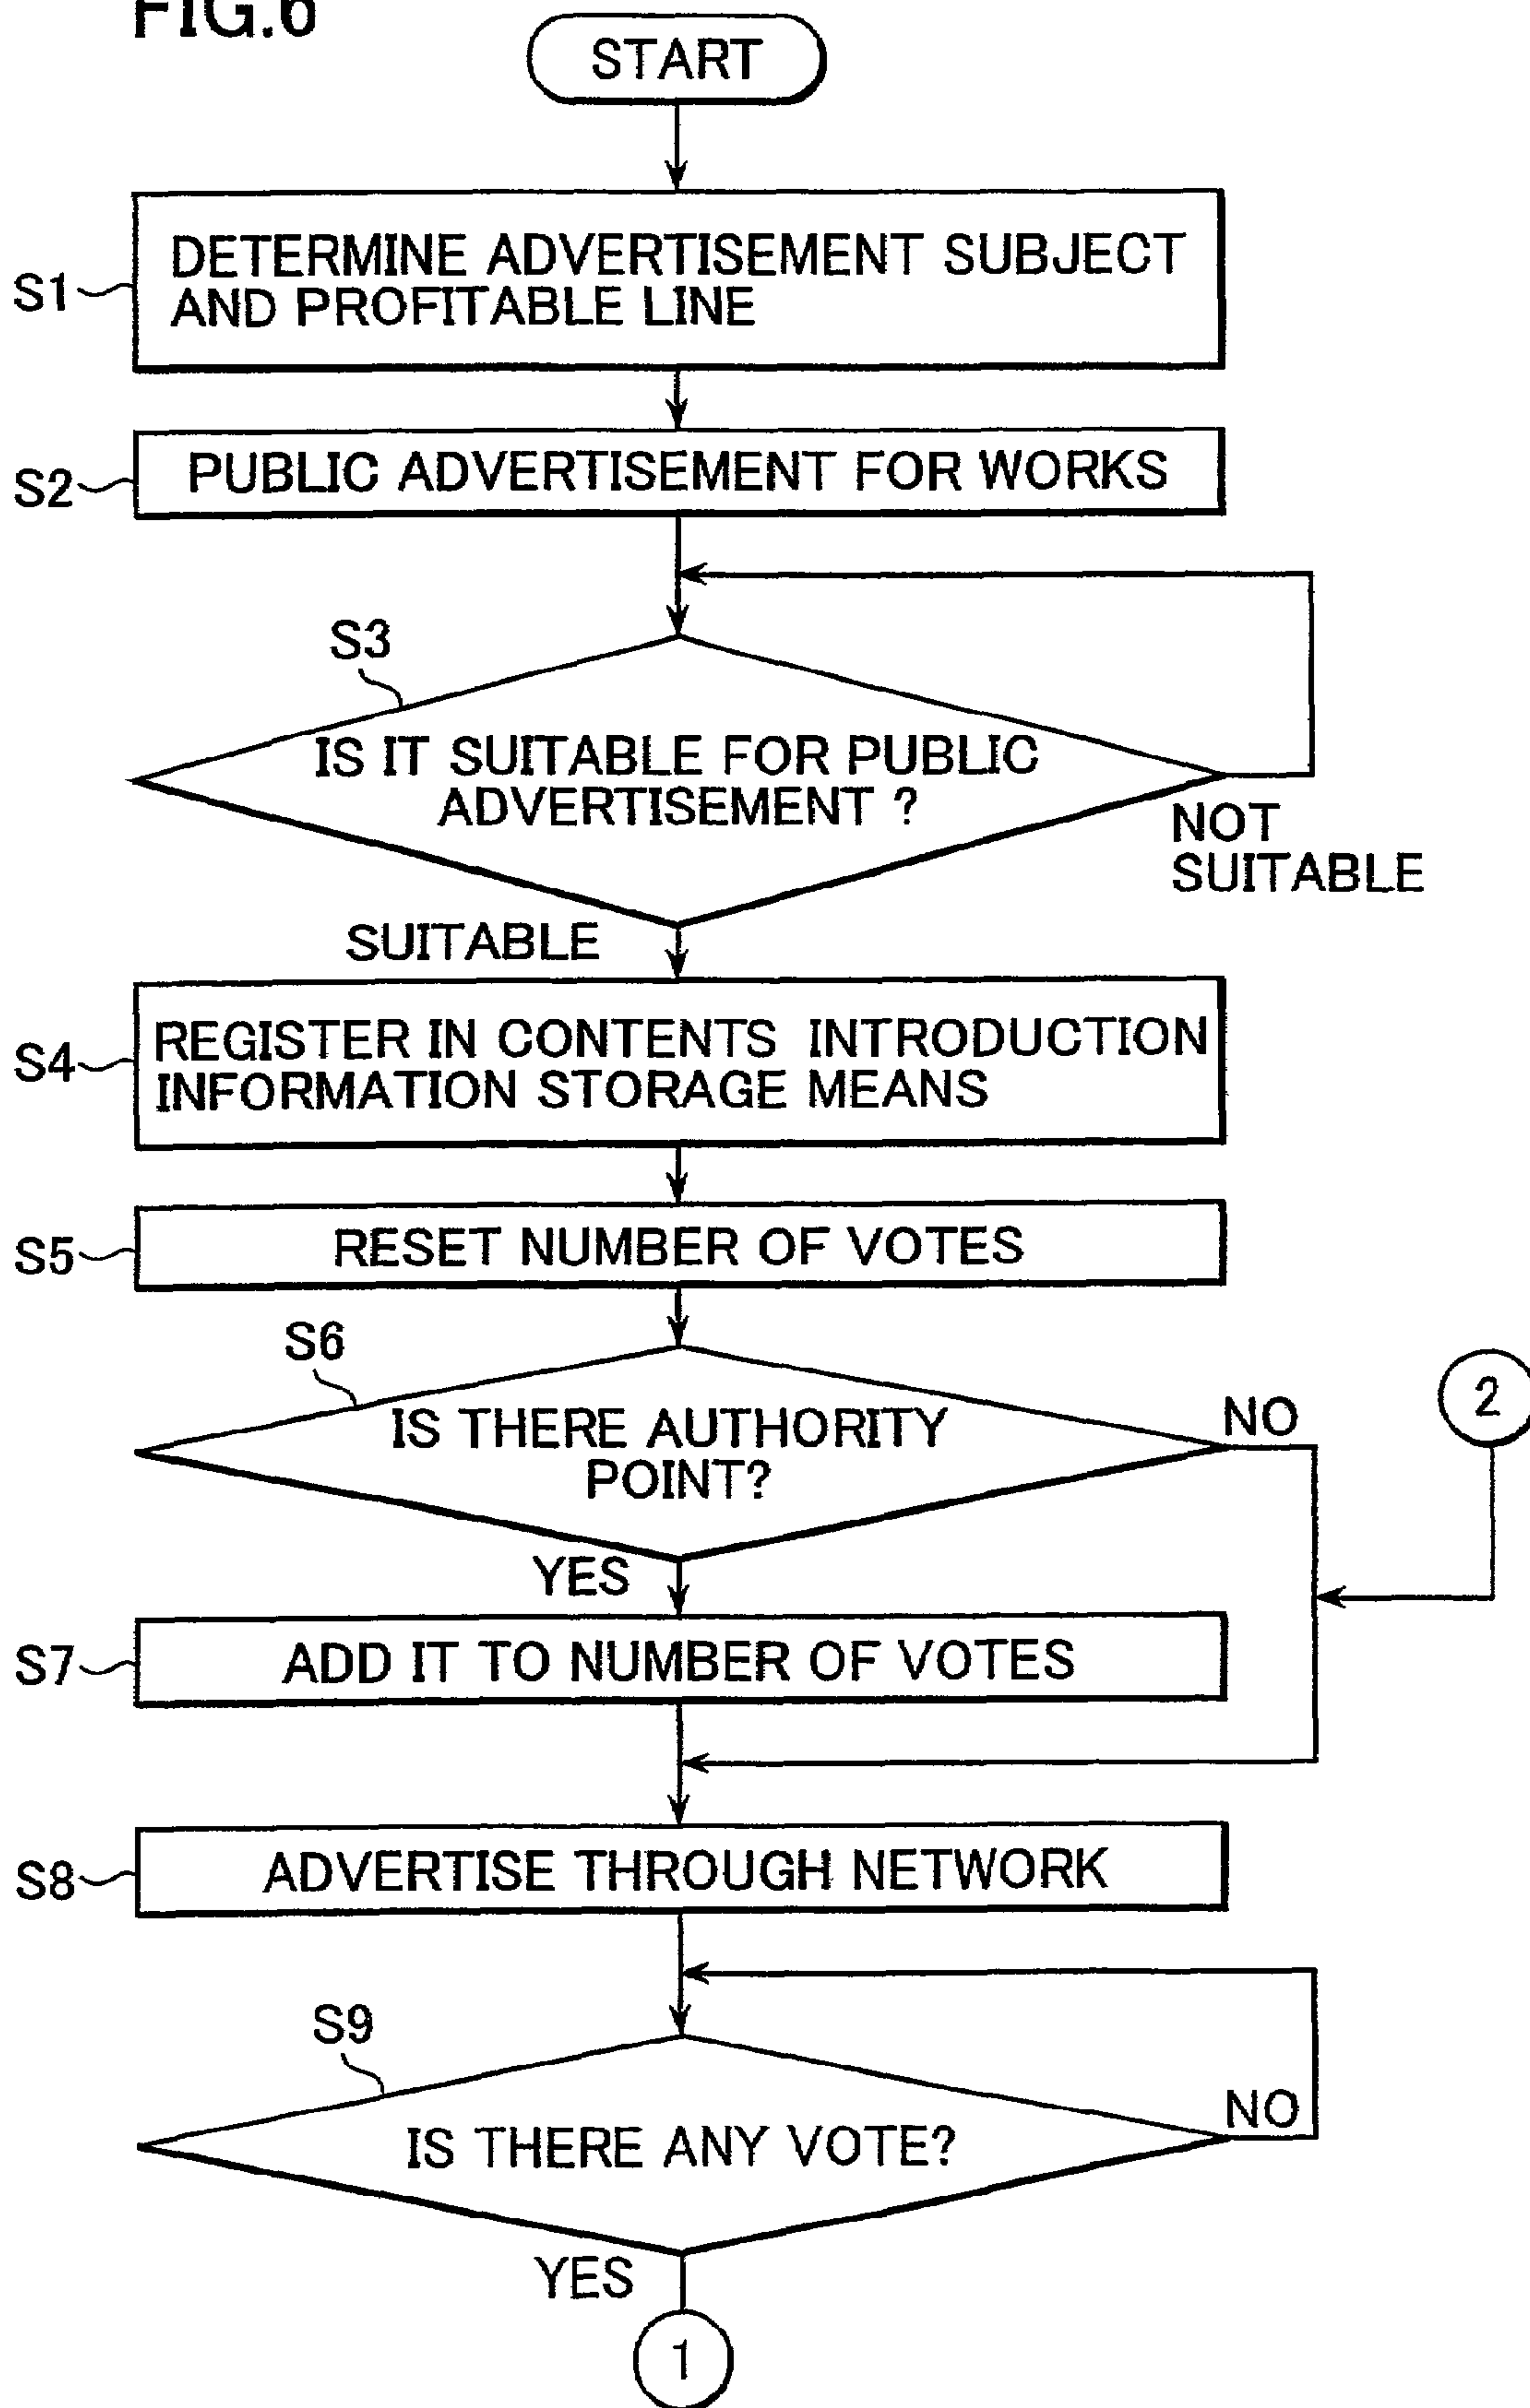 FIG.6
START
S1
DETERMINE ADVERTISEMENT SUBJECT
AND PROFITABLE LINE
S2
PUBLIC ADVERTISEMENT FOR WORKS
S3
IS IT SUITABLE FOR PUBLIC
ADVERTISEMENT ?
NOT
SUITABLE
SUITABLE
S4
REGISTER IN CONTENTS INTRODUCTION
INFORMATION STORAGE MEANS
S5
RESET NUMBER OF VOTES
S6
IS THERE AUTHORITY
POINT?
NO
2
YES
S7
ADD IT TO NUMBER OF VOTES
S8
ADVERTISE THROUGH NETWORK
S9
IS THERE ANY VOTE?
NO
YES
1